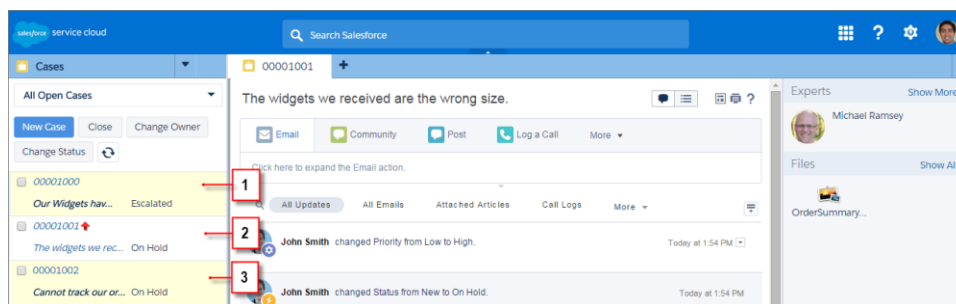 salesforce service cloud
Search Salesforce
Cases
00001001
All Open Cases
New Case Close Change Owner
Change Status
00001000
Our Widgets hav... Escalated
00001001
The widgets we rec... On Hold
00001002
Cannot track our or... On Hold
1
2
3
The widgets we received are the wrong size.
Email Community Post Log a Call More
Click here to expand the Email action.
All Updates All Emails Attached Articles Call Logs More
John Smith changed Priority from Low to High. Today at 1:54 PM
John Smith changed Status from New to On Hold. Today at 1:54 PM
Experts Show More
Michael Ramsey
Files Show Al
OrderSummary...